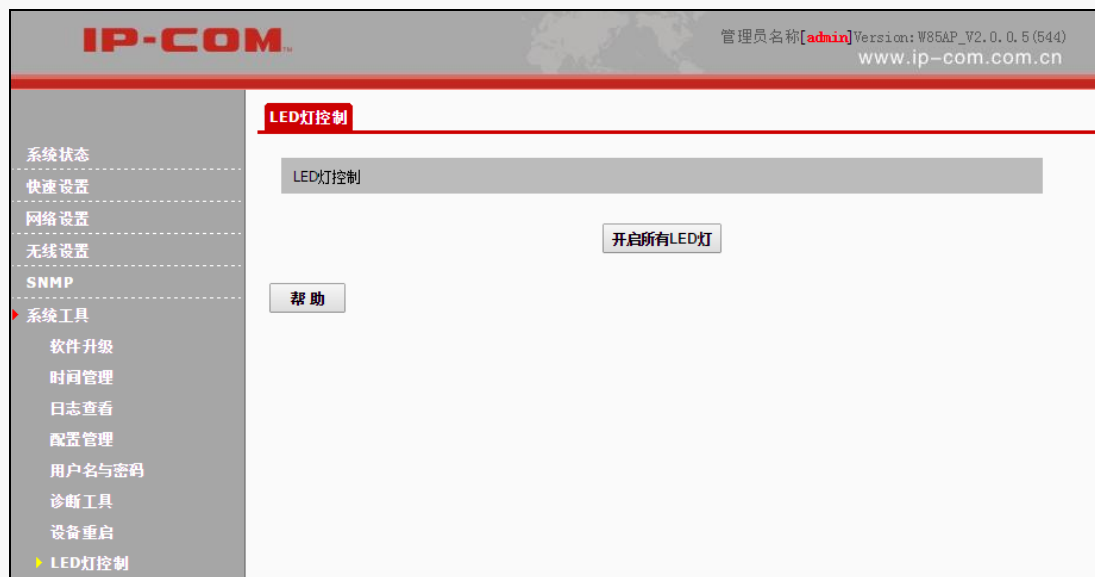 IP-COM
管理员名称[admin]Version: W85AP_V2.0.0.5(544)
www.ip-com.com.cn
LED灯控制
系统状态
LED灯控制
快速设置
网络设置
开启所有LED灯
无线设置
SNMP
帮 助
系统工具
软件升级
时间管理
日志查看
配置管理
用户名与密码
诊断工具
设备重启
LED灯控制